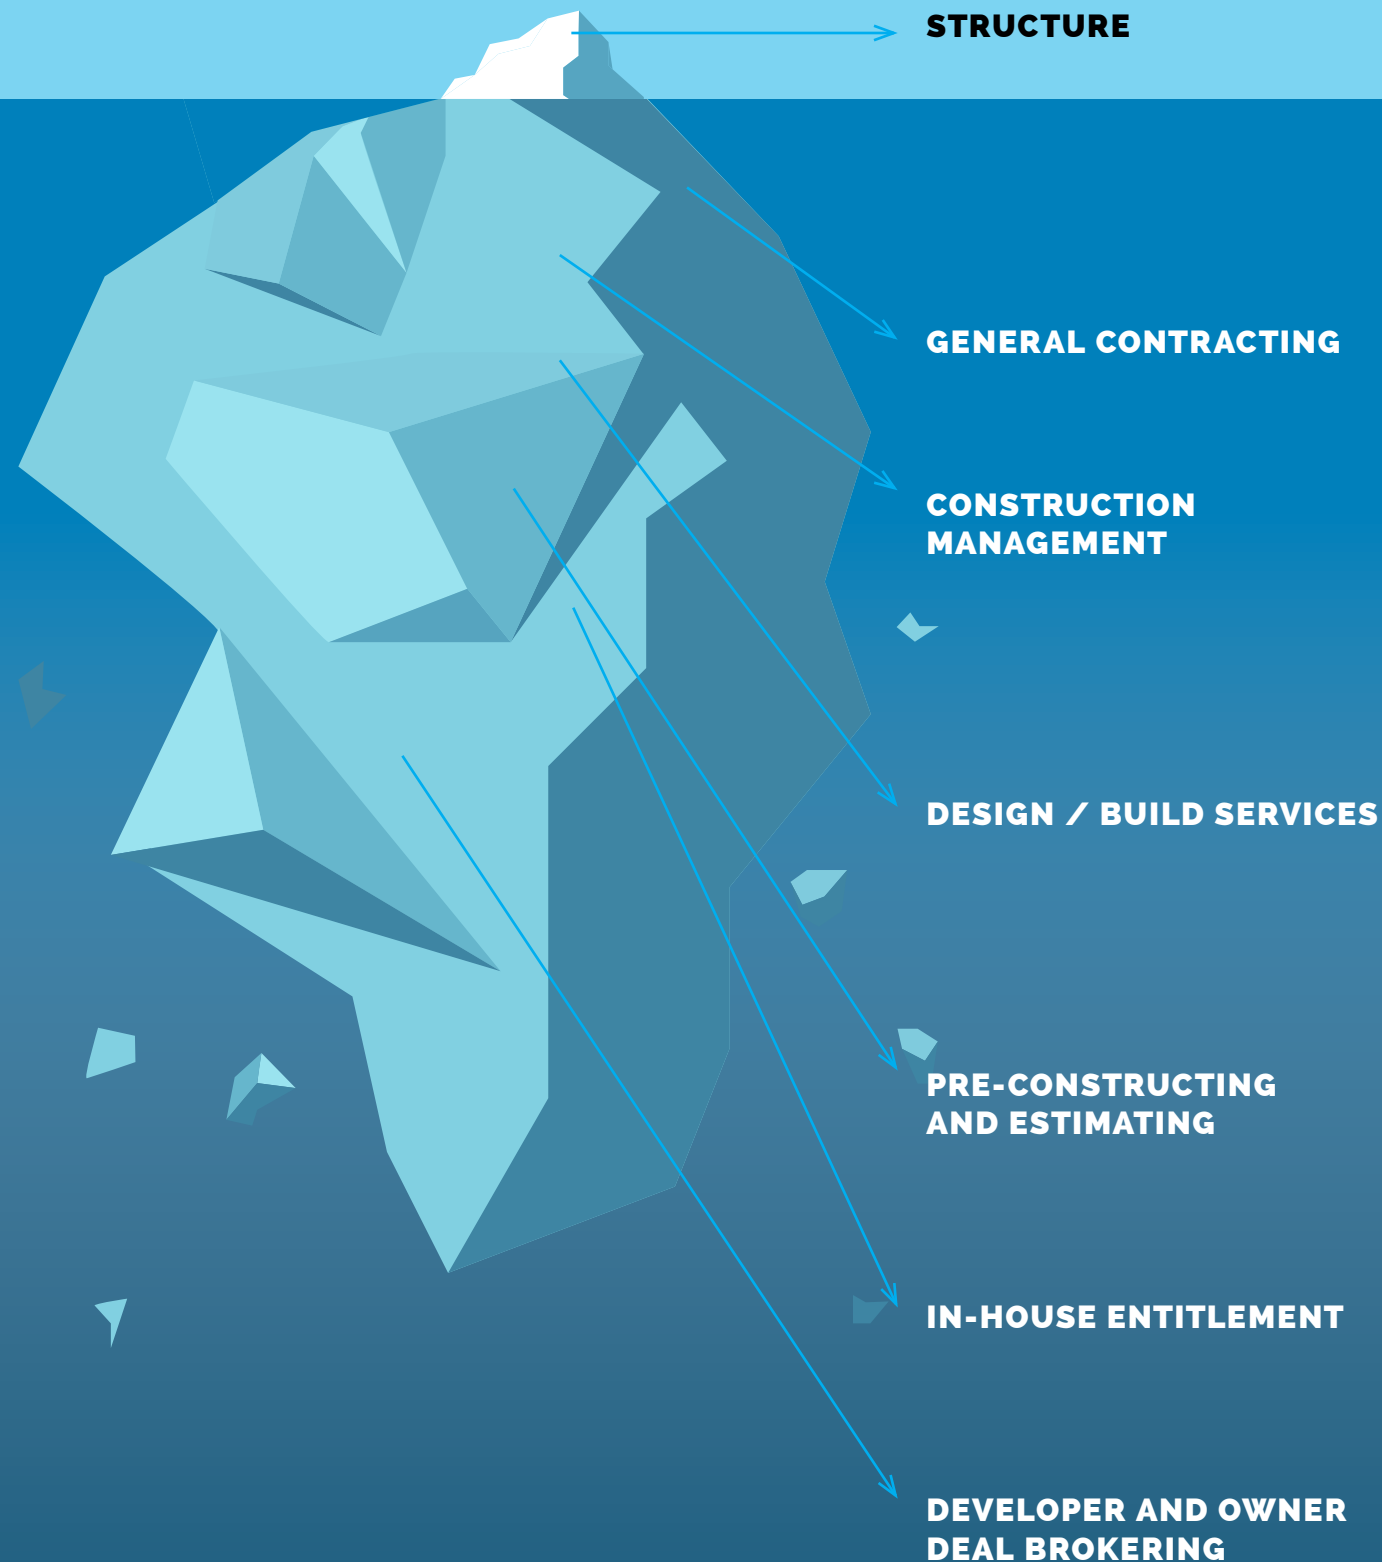 STRUCTURE
GENERAL CONTRACTING
CONSTRUCTION
MANAGEMENT
DESIGN / BUILD SERVICES
PRE-CONSTRUCTING
AND ESTIMATING
IN-HOUSE ENTITLEMENT
DEVELOPER AND OWNER
DEAL BROKERING